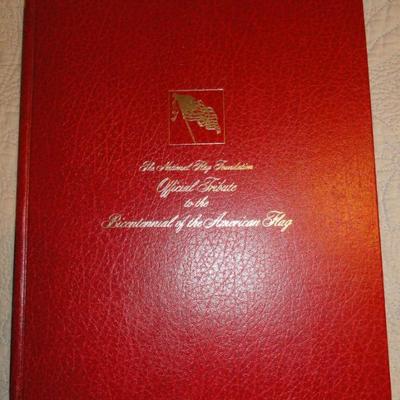 The National Flag Foundation
Official Tribute
to the
Bicentennial of the American Flag